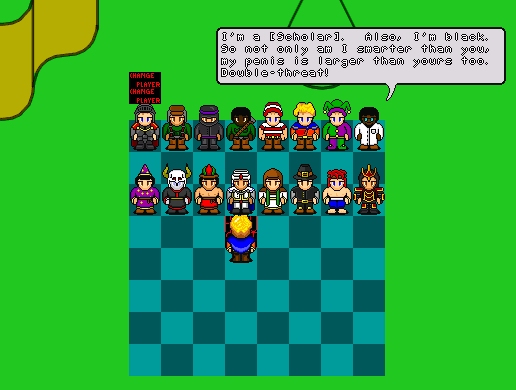 I'm a [Scholar].  Also, I'm black.
So not only am I smarter than you,
my penis is larger than yours too.
Double-threat!
CHANGE
PLAYER
CHANGE
PLAYER